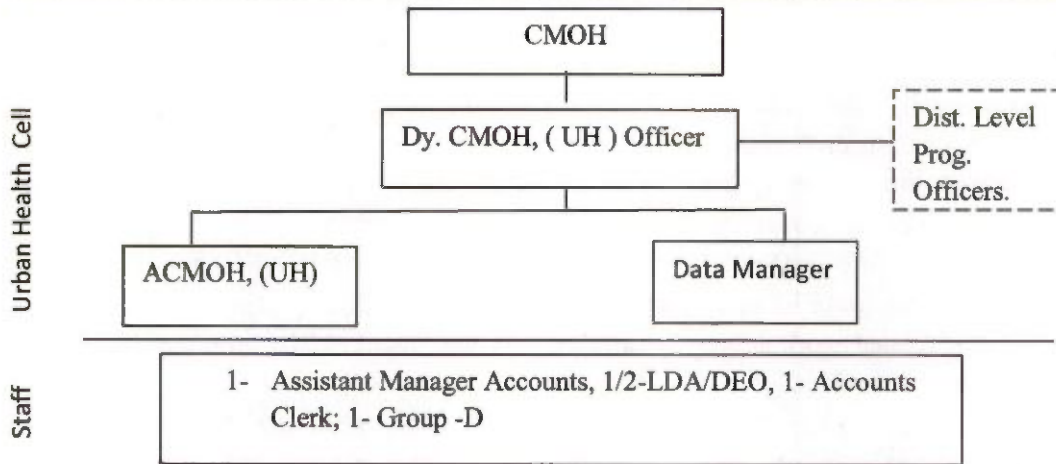 CMOH
Dy. CMOH, ( UH ) Officer
Dist. Level
Prog.
Officers.
Urban Health Cell
ACMOH, (UH)
Data Manager
Staff
1- Assistant Manager Accounts, 1/2-LDA/DEO, 1- Accounts
Clerk; 1- Group -D